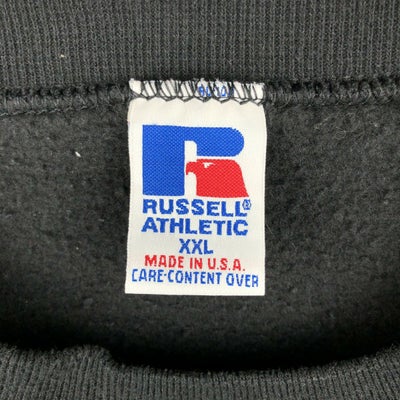 R
RUSSELL®
ATHLETIC
XXL
MADE IN U.S.A.
CARE-CONTENT OVER